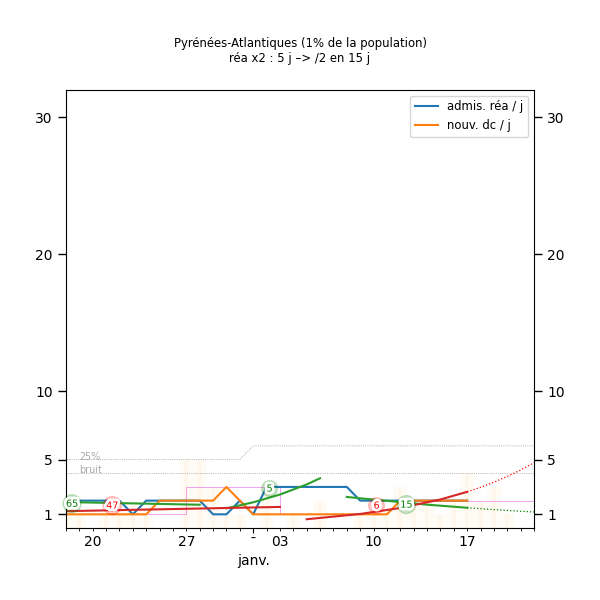 Pyrénées-Atlantiques (1% de la population)
réa x2 : 5 j –> /2 en 15 j
admis. réa / j
nouv. dc / j
30 30
20 20
10 10
25%
5 5
bruit
65 47 5 6 15
1 1
20 27 03 10 17
janv.